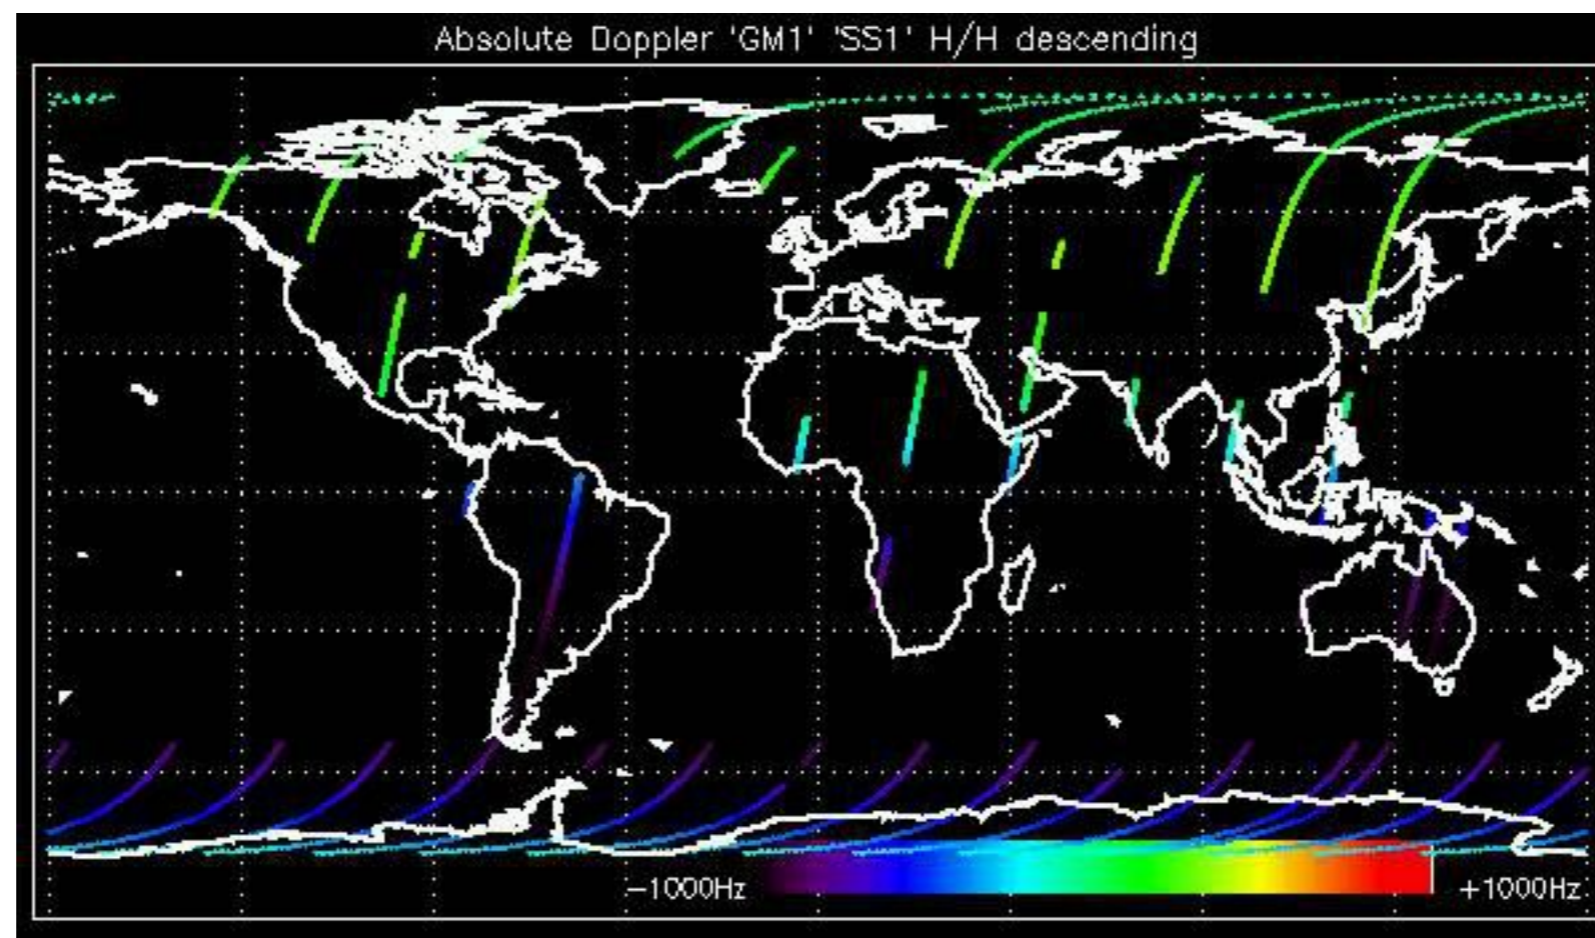 Absolute Doppler 'GM1' 'SS1' H/H descending
−1000Hz
+1000Hz